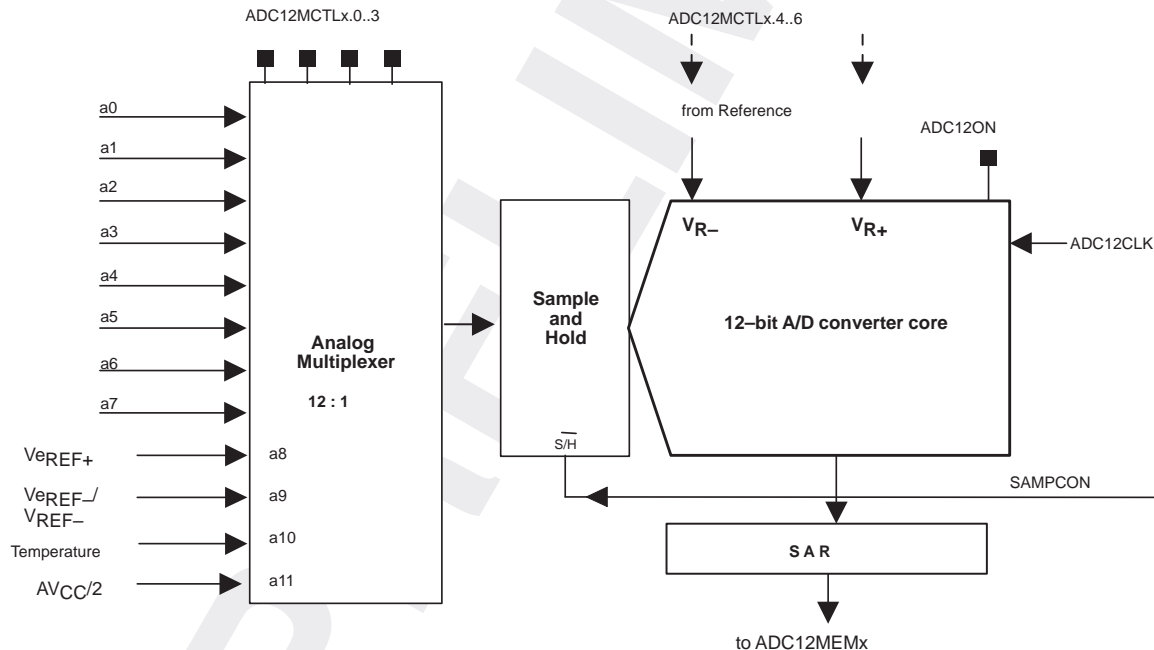 ADC12MCTLx.0..3
ADC12MCTLx.4..6
from Reference
ADC12ON
a0
a1
a2
a3
a4
a5
a6
a7
VeREF+
a8
VeREF–/
VREF–
a9
Temperature
a10
AVCC/2
a11
Analog
Multiplexer
12 : 1
Sample
and
Hold
S/H
VR–
VR+
ADC12CLK
12–bit A/D converter core
SAMPCON
S A R
to ADC12MEMx